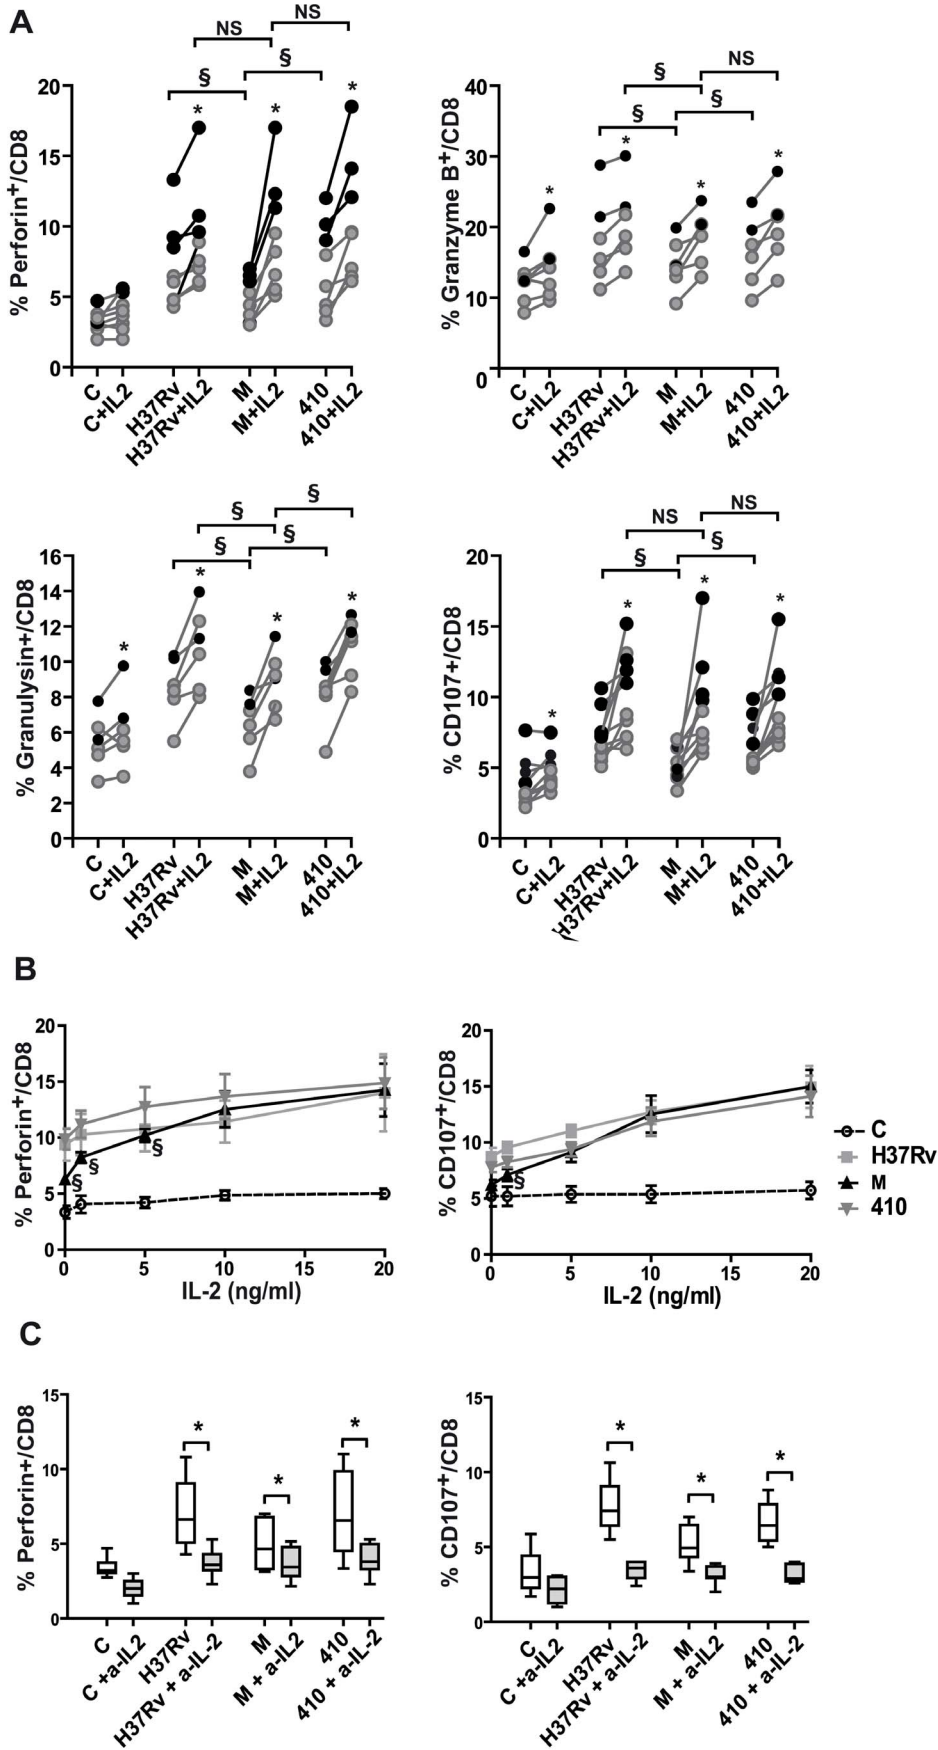 A
NS
NS
§
§
*
*
*
% Perforin+/CD8
20
15
10
5
0
C
C+IL2
H37Rv
H37Rv+IL2
M
M+IL2
410
410+IL2
NS
§
§
§
*
*
*
*
% Granzyme B+/CD8
40
30
20
10
0
C
C+IL2
H37Rv
H37Rv+IL2
M
M+IL2
410
410+IL2
§
§
§
§
*
*
*
*
% Granulysin+/CD8
16
14
12
10
8
6
4
2
0
C
C+IL2
H37Rv
H37Rv+IL2
M
M+IL2
410
410+IL2
NS
NS
§
§
*
*
*
*
% CD107+/CD8
20
15
10
5
0
C
C+IL2
H37Rv
H37Rv+IL2
M
M+IL2
410
410+IL2
B
% Perforin+/CD8
20
15
10
5
0
§
§
§
0 5 10 15 20
IL-2 (ng/ml)
% CD107+/CD8
20
15
10
5
0
§
0 5 10 15 20
IL-2 (ng/ml)
C
H37Rv
M
410
C
% Perforin+/CD8
15
10
5
0
*
*
*
C
C +a-IL2
H37Rv
H37Rv + a-IL-2
M
M + a-IL2
410
410 + a-IL-2
% CD107+/CD8
15
10
5
0
*
*
*
C
C +a-IL2
H37Rv
H37Rv + a-IL-2
M
M + a-IL2
410
410 + a-IL-2